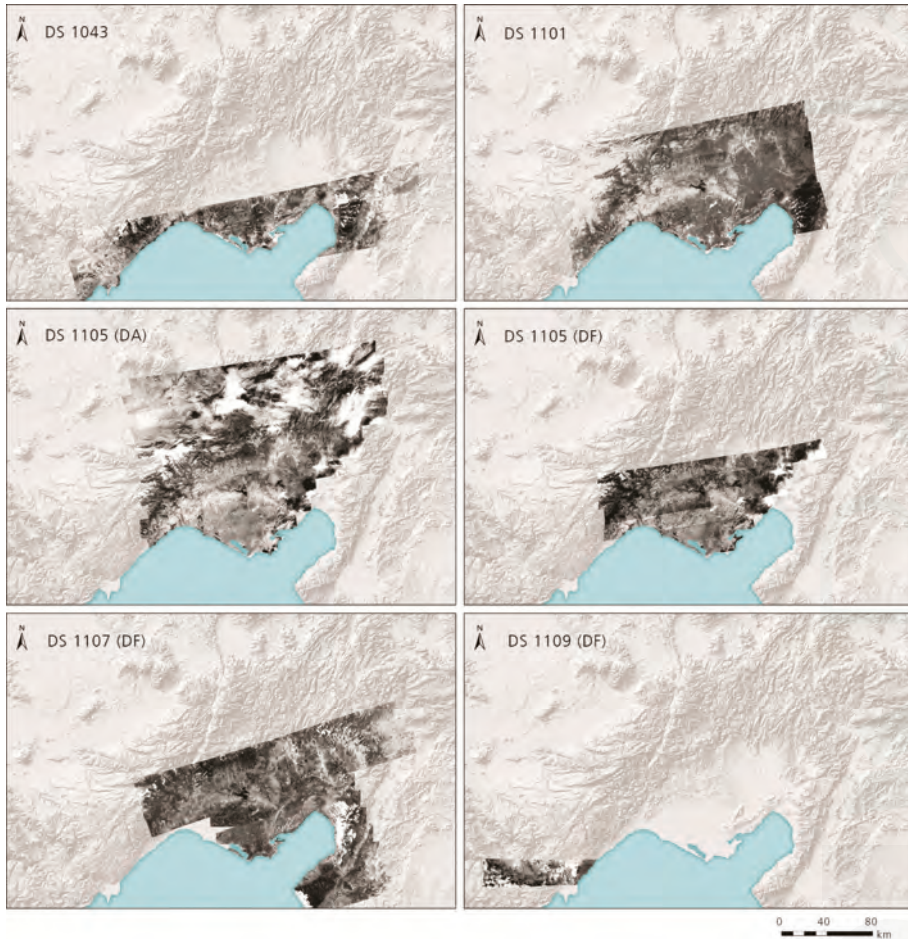 N
DS 1043
N
DS 1101
N
DS 1105 (DA)
N
DS 1105 (DF)
N
DS 1107 (DF)
N
DS 1109 (DF)
0 40 80
km